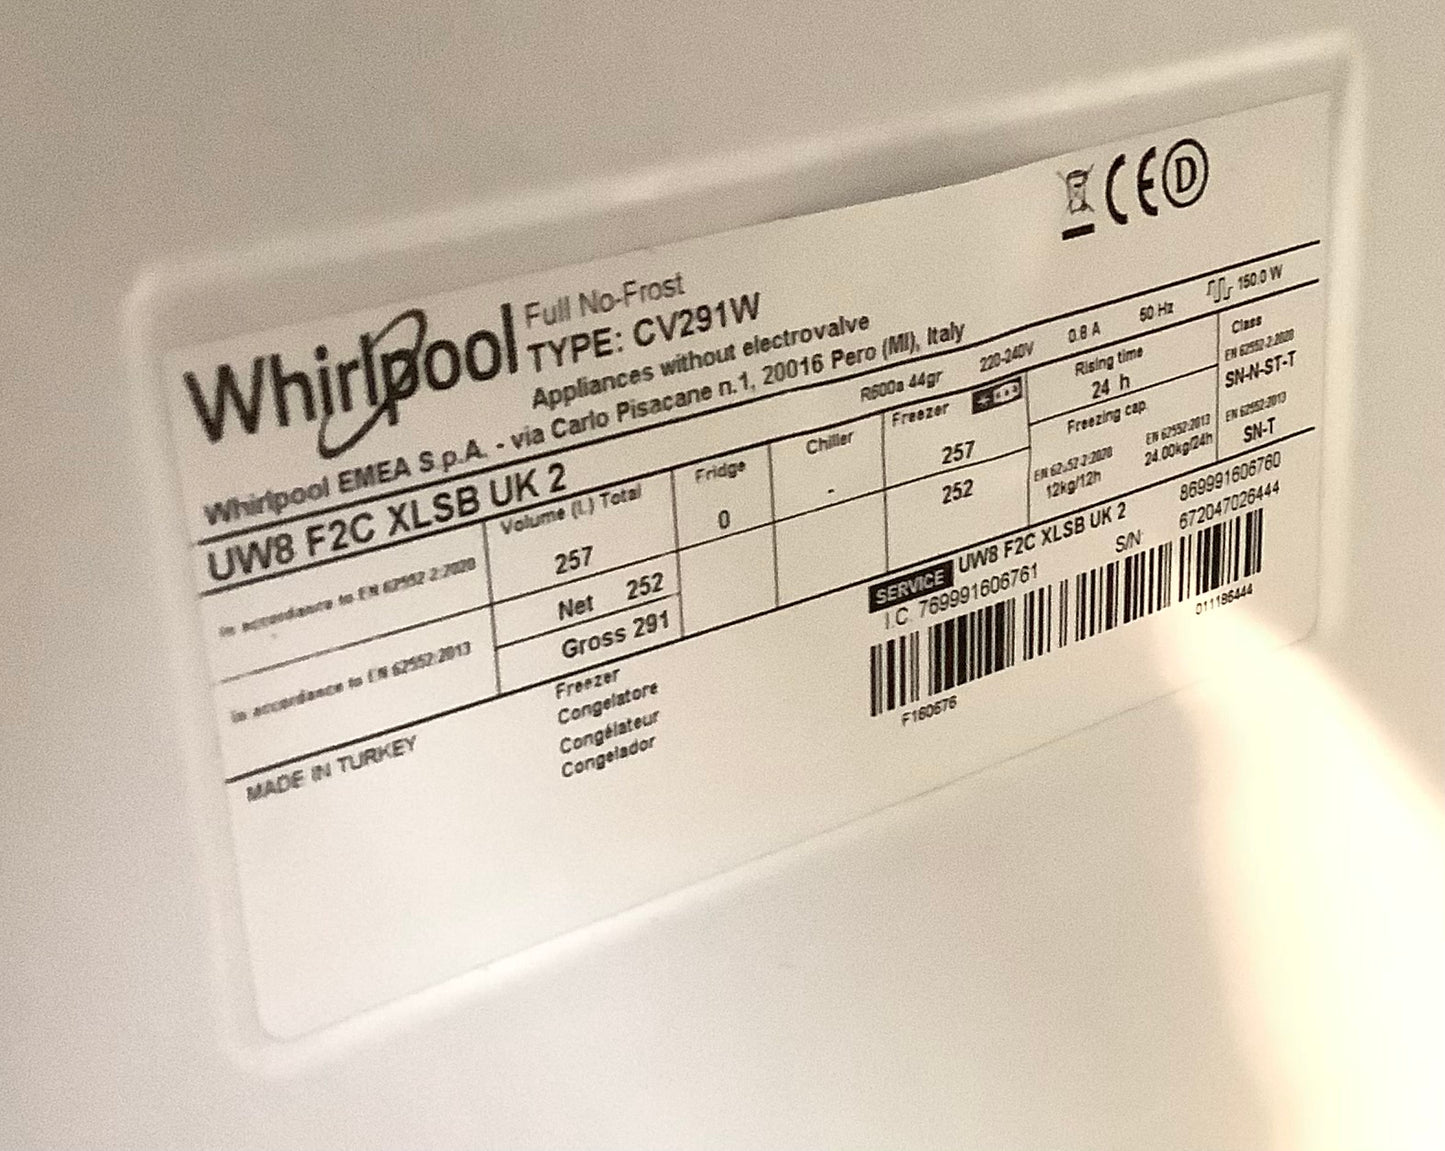 Whirlpool
Full No-Frost
TYPE: CV291W
Appliances without electrovalve
Whirlpool EMEA S.p.A. - via Carlo Pisacane n.1, 20016 Pero (MI), Italy
UW8 F2C XLSB UK 2
R600a 44gr 220-240V 0.8 A 50 Hz 150.0 W
CE D
Volume (l.) Total
Fridge
Chiller
Freezer
Rising time
24 h
Class
EN 62552-2:2020
SN-N-ST-T
in accordance to EN 62552-2:2020
257
0
-
257
Freezing cap.
EN 62552-2:2020
12kg/12h
EN 62552:2013
24.00kg/24h
EN 62552:2013
SN-T
in accordance to EN 62552:2013
Net 252
Gross 291
252
MADE IN TURKEY
Freezer
Congelatore
Congélateur
Congelador
SERVICE UW8 F2C XLSB UK 2
869991606760
I.C. 769991606761
S/N 672047026444
F160676
011186444